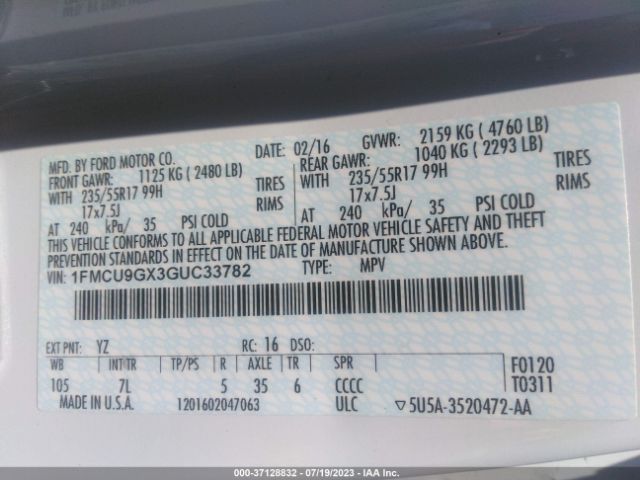 MFD. BY FORD MOTOR CO. DATE: 02/16 GVWR: 2159 KG ( 4760 LB)
FRONT GAWR: 1125 KG ( 2480 LB) REAR GAWR: 1040 KG ( 2293 LB)
WITH 235/55R17 99H TIRES WITH 235/55R17 99H TIRES
17x7.5J RIMS 17x7.5J RIMS
AT 240 kPa/ 35 PSI COLD AT 240 kPa/ 35 PSI COLD
THIS VEHICLE CONFORMS TO ALL APPLICABLE FEDERAL MOTOR VEHICLE SAFETY AND THEFT
PREVENTION STANDARDS IN EFFECT ON THE DATE OF MANUFACTURE SHOWN ABOVE.
VIN: 1FMCU9GX3GUC33782 TYPE: MPV
EXT PNT: YZ RC: 16 DSO:
WB INT TR TP/PS R AXLE TR SPR F0120
105 7L 5 35 6 CCCC T0311
MADE IN U.S.A. 1201602047063 ULC ▽ 5U5A-3520472-AA
000-37128832 - 07/19/2023 - IAA Inc.